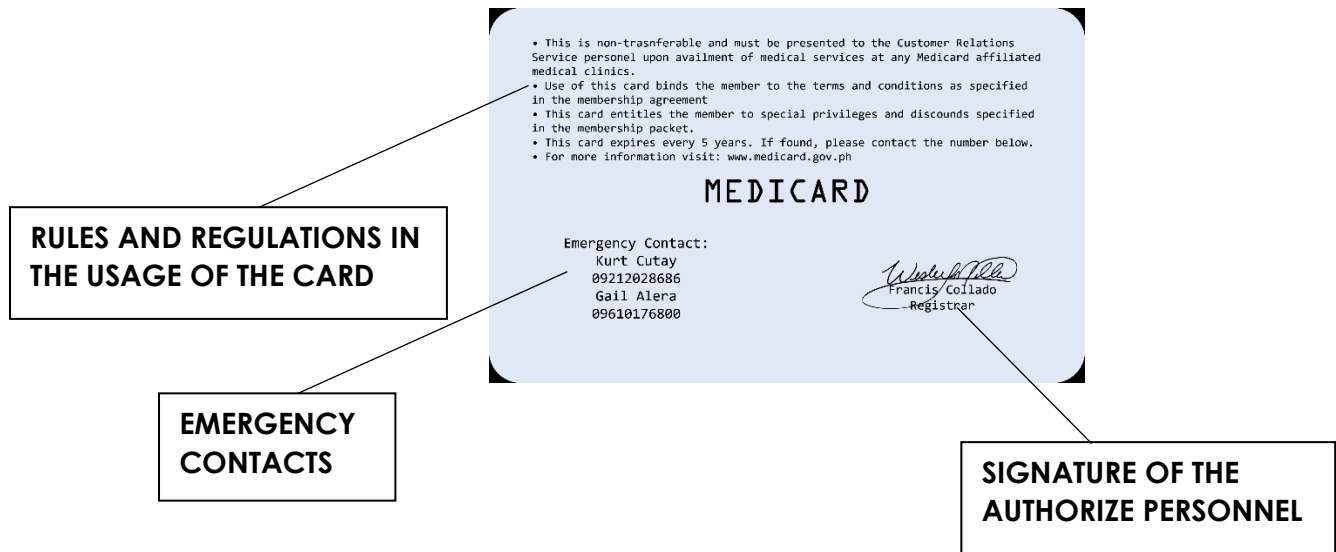 • This is non-trasnferable and must be presented to the Customer Relations
Service personel upon availment of medical services at any Medicard affiliated
medical clinics.
• Use of this card binds the member to the terms and conditions as specified
in the membership agreement
• This card entitles the member to special privileges and discounds specified
in the membership packet.
• This card expires every 5 years. If found, please contact the number below.
• For more information visit: www.medicard.gov.ph
MEDICARD
RULES AND REGULATIONS IN
THE USAGE OF THE CARD
Emergency Contact:
Kurt Cutay
09212028686
Gail Alera
09610176800
Francis Collado
Registrar
EMERGENCY
CONTACTS
SIGNATURE OF THE
AUTHORIZE PERSONNEL